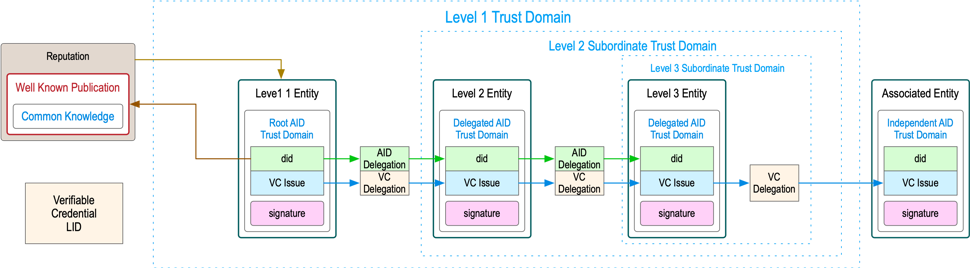 Level 1 Trust Domain
Level 2 Subordinate Trust Domain
Level 3 Subordinate Trust Domain
Reputation
Well Known Publication
Common Knowledge
Verifiable
Credential
LID
Leve1 1 Entity
Root AID
Trust Domain
did
VC Issue
signature
AID
Delegation
VC
Delegation
Level 2 Entity
Delegated AID
Trust Domain
did
VC Issue
signature
AID
Delegation
VC
Delegation
Level 3 Entity
Delegated AID
Trust Domain
did
VC Issue
signature
VC
Delegation
Associated Entity
Independent AID
Trust Domain
did
VC Issue
signature